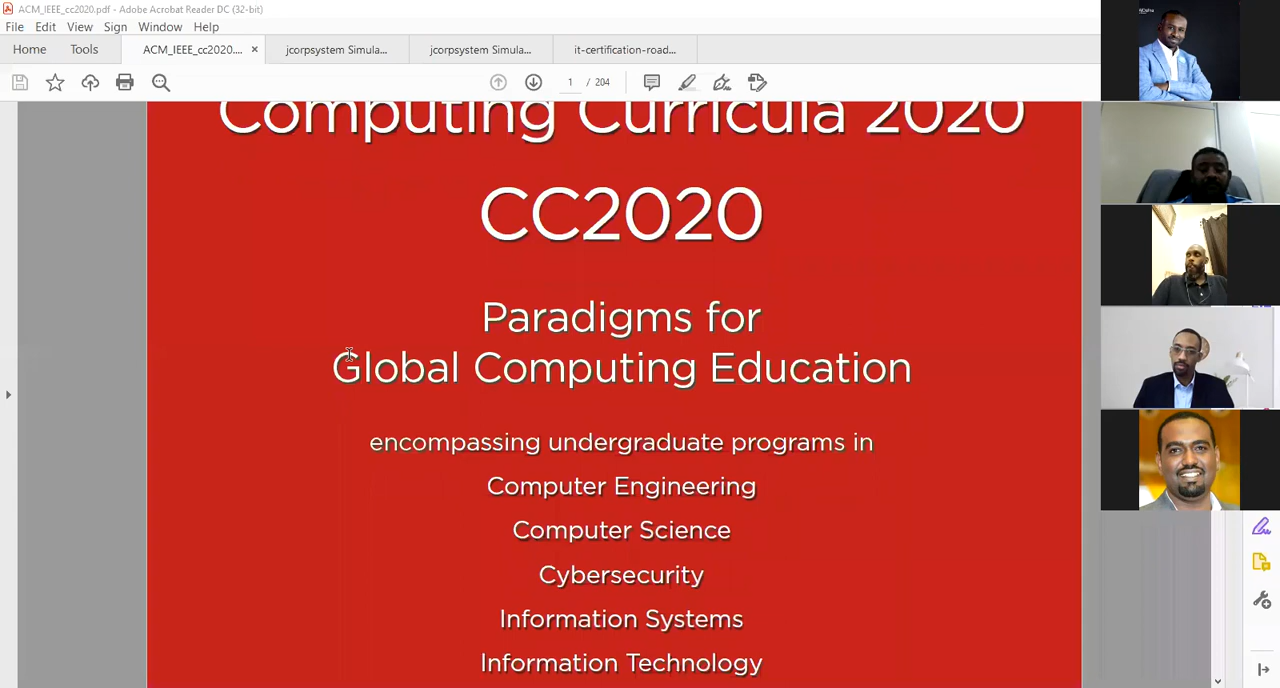 ACM_IEEE_cc2020.pdf - Adobe Acrobat Reader DC (32-bit)
File Edit View Sign Window Help
Home Tools ACM_IEEE_cc2020.... × jcorpsystem Simula... jcorpsystem Simula... it-certification-road...
1 / 204
Computing Curricula 2020
CC2020
Paradigms for
Global Computing Education
encompassing undergraduate programs in
Computer Engineering
Computer Science
Cybersecurity
Information Systems
Information Technology